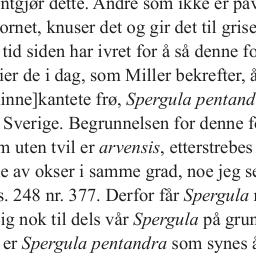 ntgjør dette. Andre som ikke er påv
ornet, knuser det og gir det til grise
tid siden har ivret for å så denne fo
ier de i dag, som Miller bekrefter, å
inne]kantete frø, Spergula pentand
Sverige. Begrunnelsen for denne f
m uten tvil er arvensis, etterstrebes
e av okser i samme grad, noe jeg se
s. 248 nr. 377. Derfor får Spergula
ig nok til dels vår Spergula på grun
er Spergula pentandra som synes å